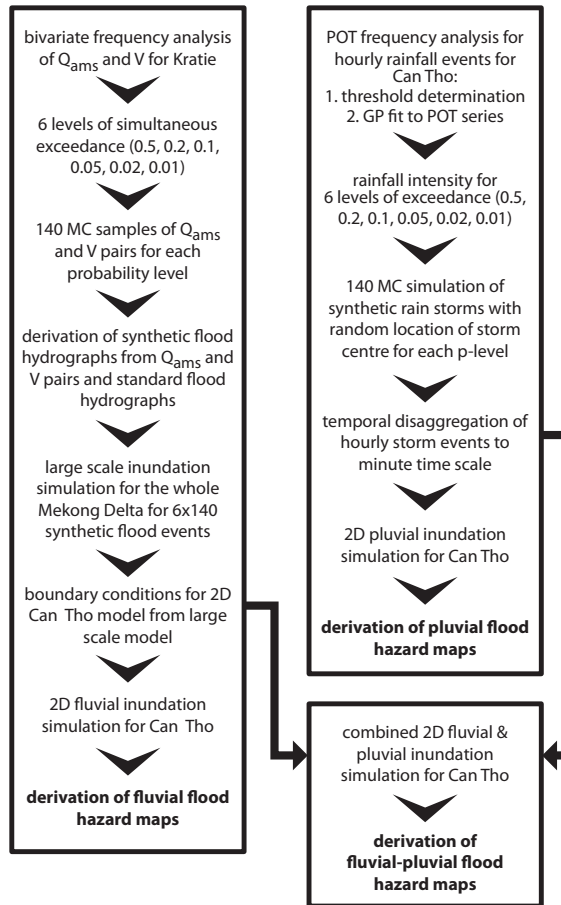 bivariate frequency analysis
of Qams and V for Kratie
6 levels of simultaneous
exceedance (0.5, 0.2, 0.1,
0.05, 0.02, 0.01)
140 MC samples of Qams
and V pairs for each
probability level
derivation of synthetic flood
hydrographs from Qams and
V pairs and standard flood
hydrographs
large scale inundation
simulation for the whole
Mekong Delta for 6x140
synthetic flood events
boundary conditions for 2D
Can Tho model from large
scale model
2D fluvial inundation
simulation for Can Tho
derivation of fluvial flood
hazard maps
POT frequency analysis for
hourly rainfall events for
Can Tho:
1. threshold determination
2. GP fit to POT series
rainfall intensity for
6 levels of exceedance (0.5,
0.2, 0.1, 0.05, 0.02, 0.01)
140 MC simulation of
synthetic rain storms with
random location of storm
centre for each p-level
temporal disaggregation of
hourly storm events to
minute time scale
2D pluvial inundation
simulation for Can Tho
derivation of pluvial flood
hazard maps
combined 2D fluvial &
pluvial inundation
simulation for Can Tho
derivation of
fluvial-pluvial flood
hazard maps